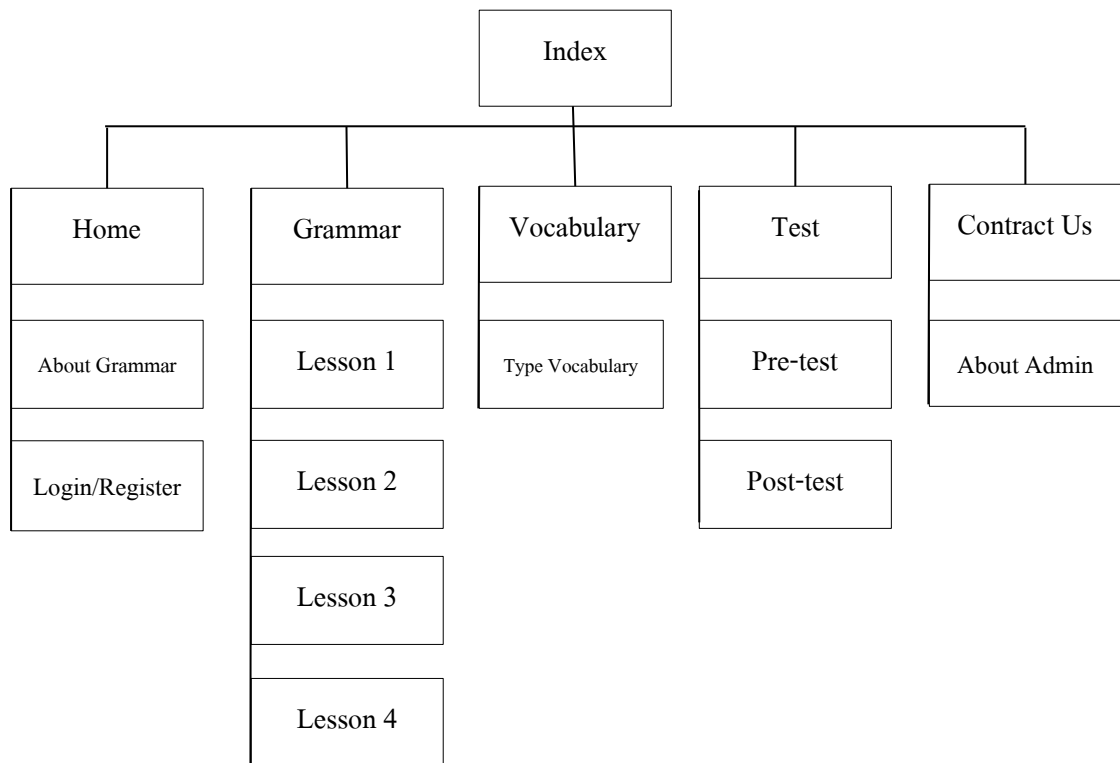 Index
Home
Grammar
Vocabulary
Test
Contract Us
About Grammar
Lesson 1
Type Vocabulary
Pre-test
About Admin
Login/Register
Lesson 2
Post-test
Lesson 3
Lesson 4